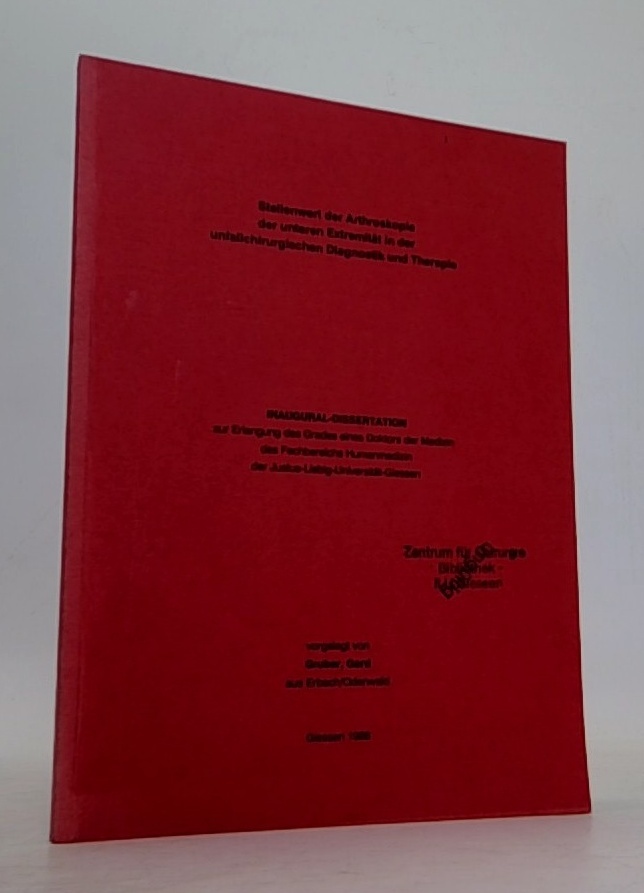 Stellenwert der Arthroskopie
der unteren Extremität in der
unfallchirurgischen Diagnostik und Therapie
INAUGURAL-DISSERTATION
zur Erlangung des Grades eines Doktors der Medizin
des Fachbereichs Humanmedizin
der Justus-Liebig-Universität-Giessen
Zentrum für Chirurgie
Bibliothek -
Giessen
vorgelegt von
Gruber, Gerd
aus Erbach/Odenwald
Giessen